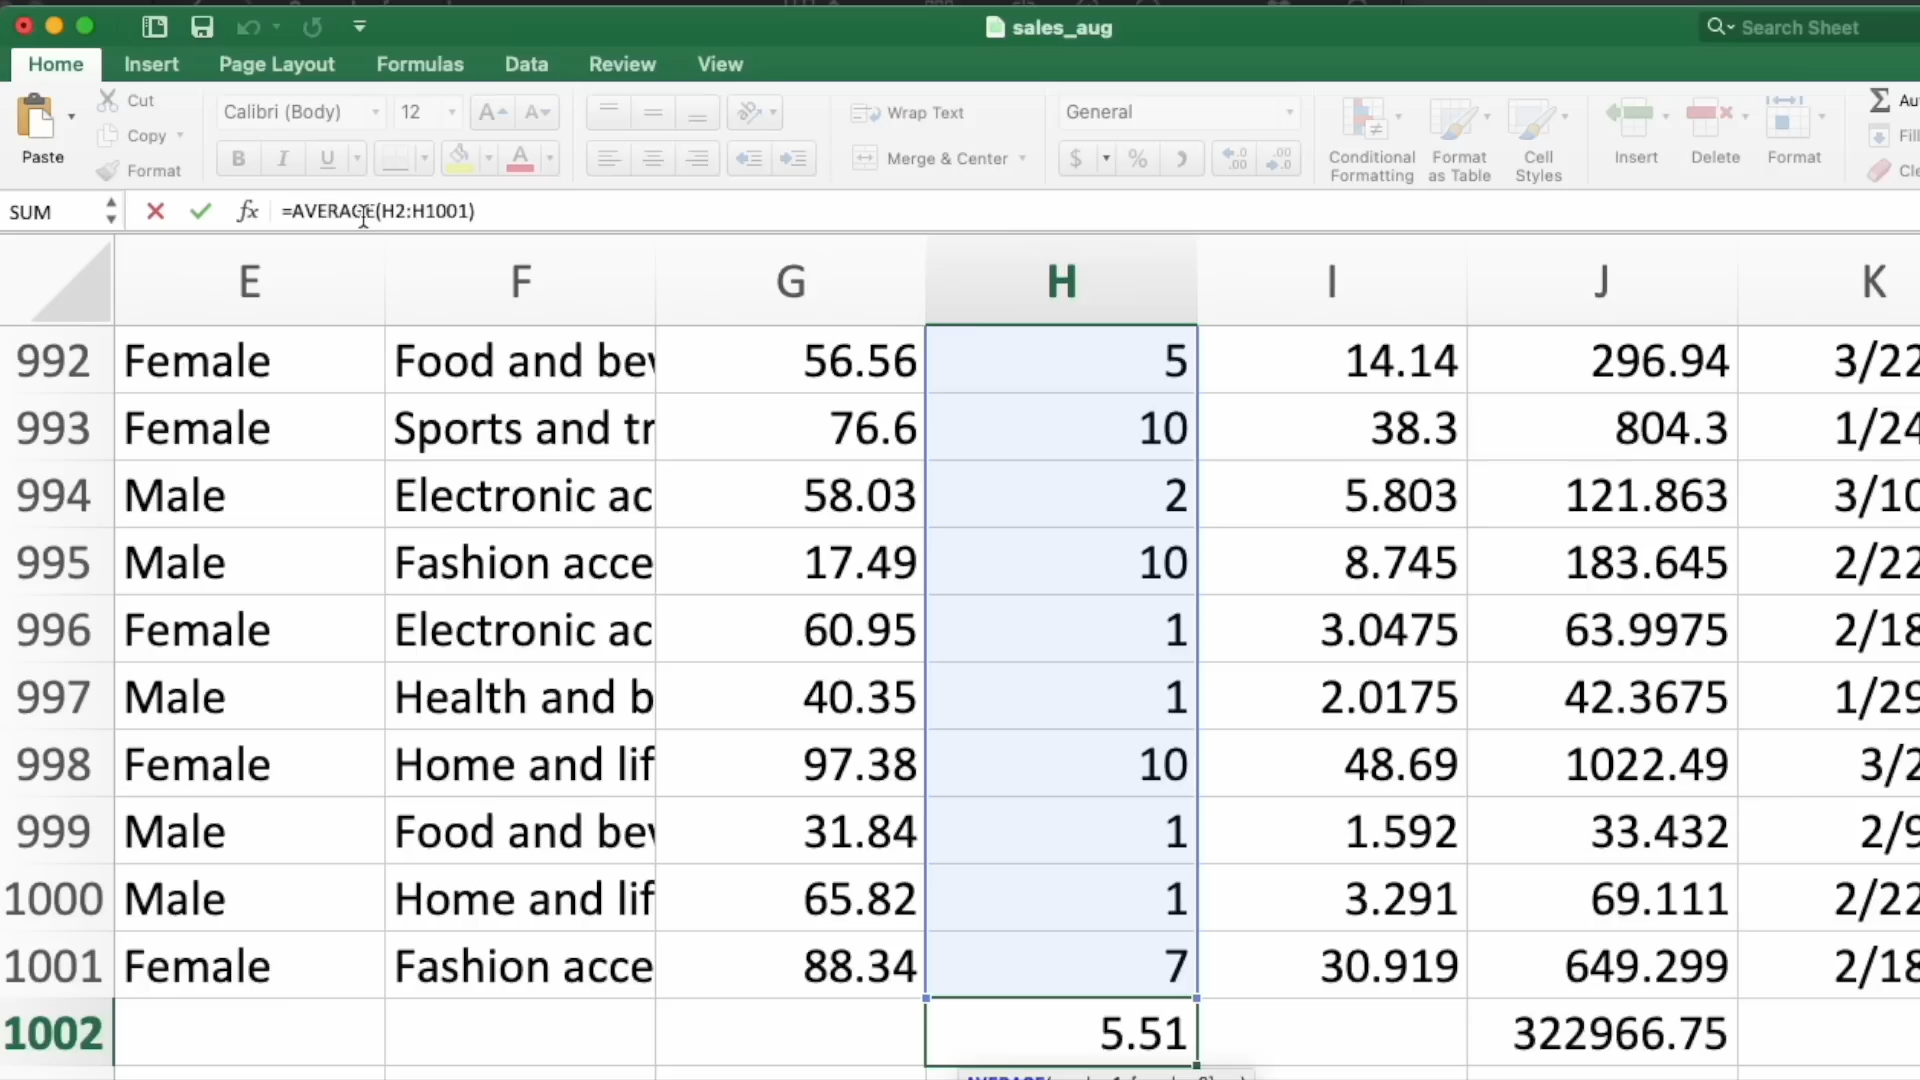 sales_aug
Search Sheet
Home Insert Page Layout Formulas Data Review View
Paste
Cut
Copy
Format
Calibri (Body) 12
B I U
Wrap Text
Merge & Center
General
$ %
Conditional Formatting
Format as Table
Cell Styles
Insert
Delete
Format
SUM fx =AVERAGE(H2:H1001)
E F G H I J K
992 Female Food and bev 56.56 5 14.14 296.94 3/22
993 Female Sports and tr 76.6 10 38.3 804.3 1/24
994 Male Electronic ac 58.03 2 5.803 121.863 3/10
995 Male Fashion acce 17.49 10 8.745 183.645 2/22
996 Female Electronic ac 60.95 1 3.0475 63.9975 2/18
997 Male Health and b 40.35 1 2.0175 42.3675 1/29
998 Female Home and lif 97.38 10 48.69 1022.49 3/2
999 Male Food and bev 31.84 1 1.592 33.432 2/9
1000 Male Home and lif 65.82 1 3.291 69.111 2/22
1001 Female Fashion acce 88.34 7 30.919 649.299 2/18
1002 5.51 322966.75